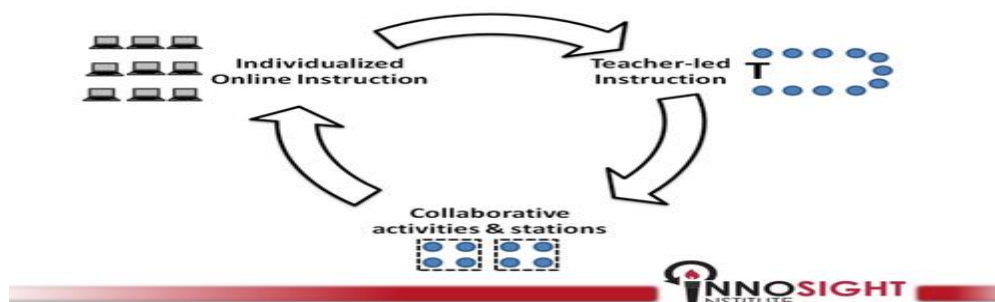 Individualized
Online Instruction
Teacher-led
Instruction
T
Collaborative
activities & stations
INNOSIGHT
INSTITUTE